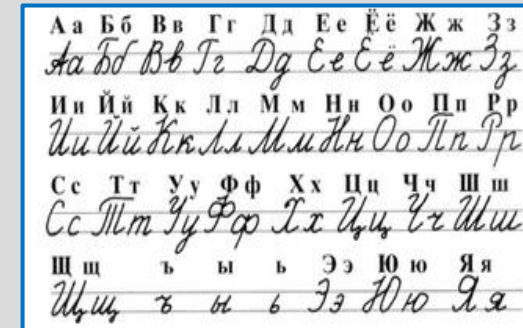 Аа Бб Вв Гг Дд Ее Ёё Жж Зз
Аа Бб Вв Гг Дд Ее Ёё Жж Зз
Ии Йй Кк Лл Мм Нн Оо Пп Рр
Ии Йй Кк Лл Мм Нн Оо Пп Рр
Сс Тт Уу Фф Хх Цц Чч Шш
Сс Тт Уу Фф Хх Цц Чч Шш
Щщ ъ ы ь Ээ Юю Яя
Щщ ъ ы ь Ээ Юю Яя